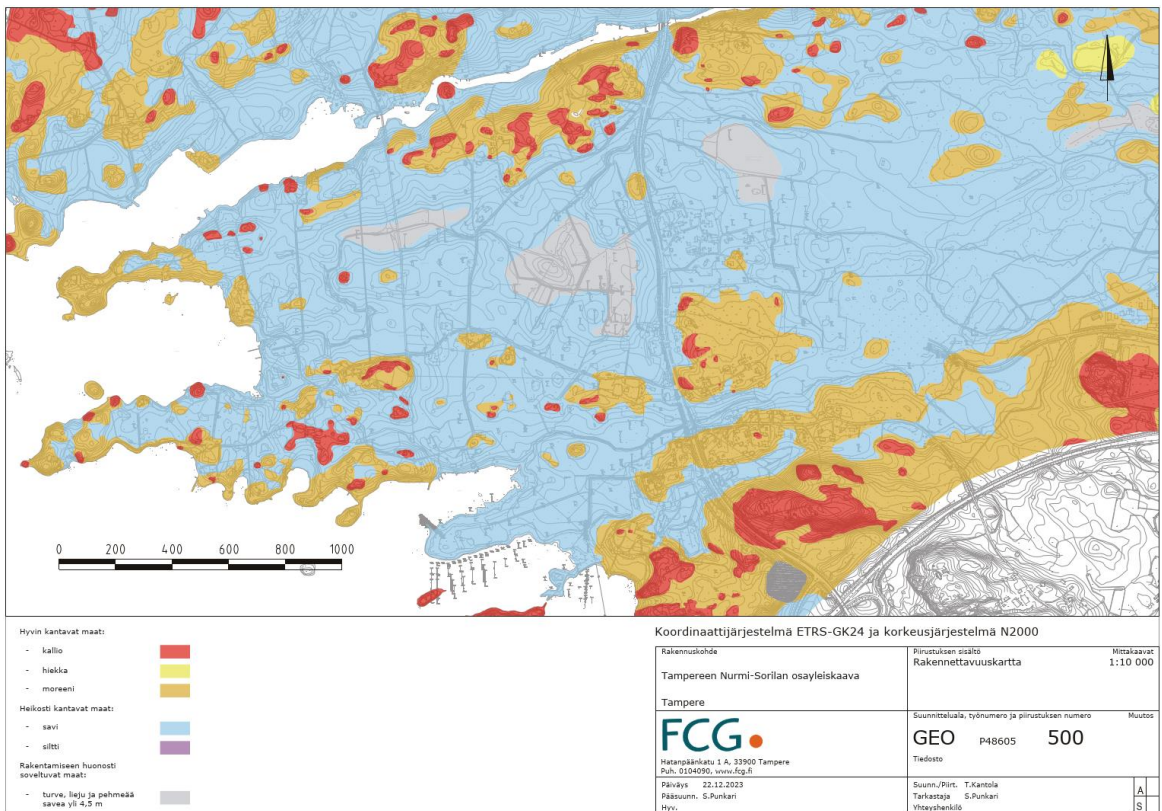 0 200 400 600 800 1000
Hyvin kantavat maat:
- kallio
- hiekka
- moreeni
Heikosti kantavat maat:
- savi
- siltti
Rakentamiseen huonosti
soveltuvat maat:
- turve, lieju ja pehmeää
savea yli 4,5 m
Koordinaattijärjestelmä ETRS-GK24 ja korkeusjärjestelmä N2000
Rakennuskohde
Tampereen Nurmi-Sorilan osayleiskaava
Tampere
Piirustuksen sisältö Mittakaavat
Rakennettavuuskartta 1:10 000
FCG
Hatanpäänkatu 1 A, 33900 Tampere
Puh. 0104090, www.fcg.fi
Suunnitteluala, työnumero ja piirustuksen numero Muutos
GEO P48605 500
Tiedosto
Päiväys 22.12.2023
Pääsuunn. S.Punkari
Hyv.
Suunn./Piirt. T.Kantola
Tarkastaja S.Punkari
Yhteyshenkilö
A
S